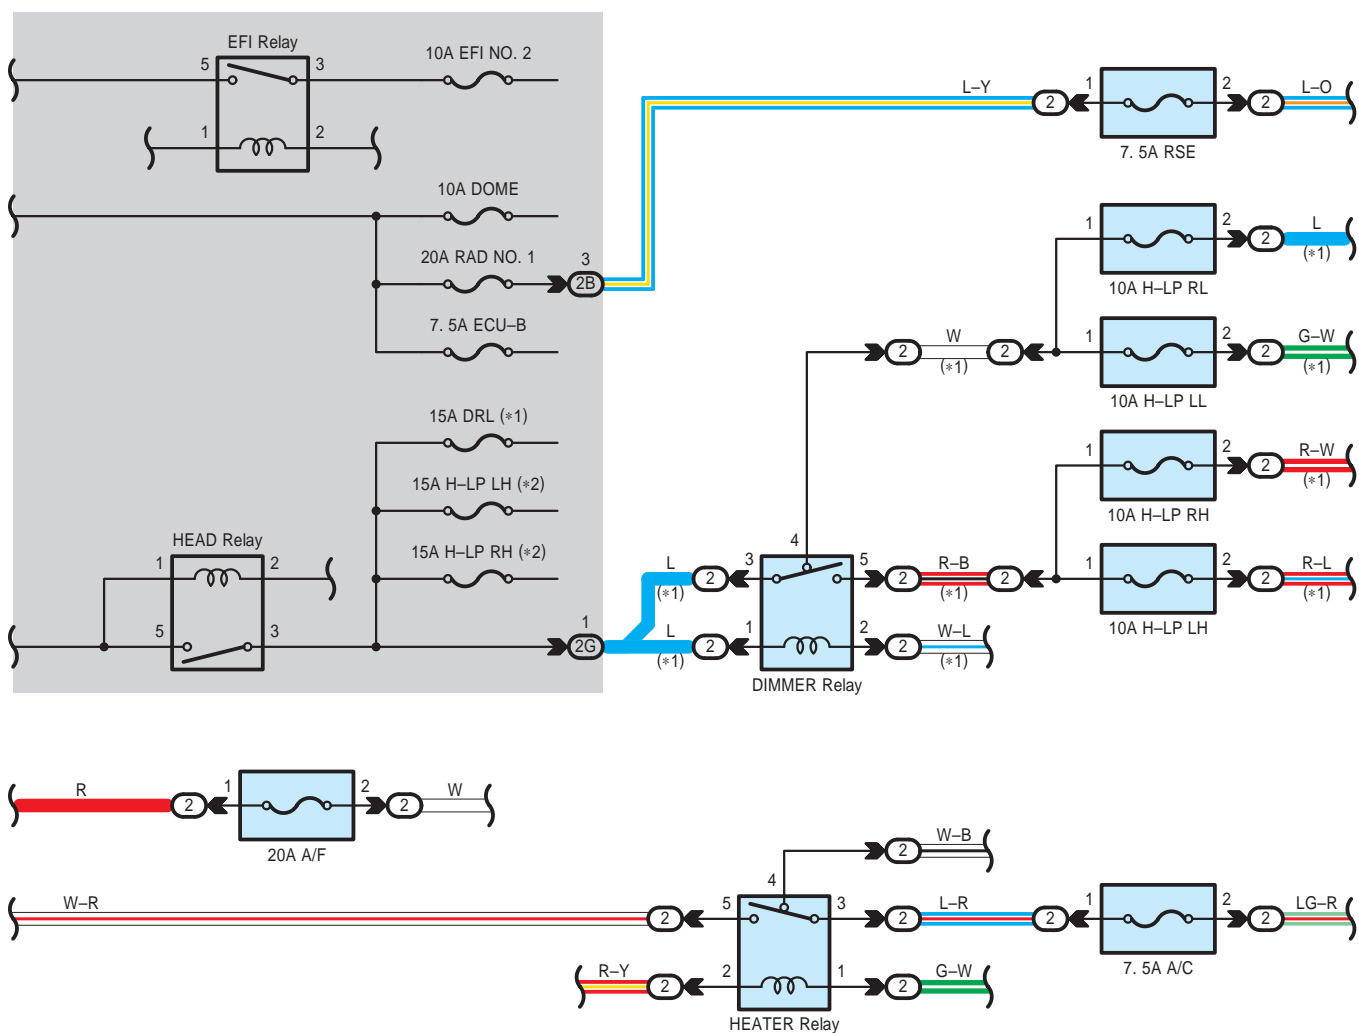 EFI Relay
10A EFI NO. 2
5 3
1 2
L–Y 2 1 2 2 L–O
7. 5A RSE
10A DOME
20A RAD NO. 1 3 2B
7. 5A ECU–B
1 2 2 L (∗1)
10A H–LP RL
W 2 2 (∗1) 1 2 2 G–W (∗1)
10A H–LP LL
15A DRL (∗1)
15A H–LP LH (∗2)
1 2 2 R–W (∗1)
10A H–LP RH
HEAD Relay
15A H–LP RH (∗2)
1 2
4
L 2 3 5 2 R–B 2 1 2 2 R–L
(∗1) (∗1) (∗1)
10A H–LP LH
5 3 1 2G L 2 1 2 2 W–L
(∗1) (∗1)
DIMMER Relay
R 2 1 2 2 W
20A A/F
W–B 2
4
W–R 2 5 3 2 L–R 2 1 2 2 LG–R
7. 5A A/C
R–Y 2 2 1 2 G–W
HEATER Relay